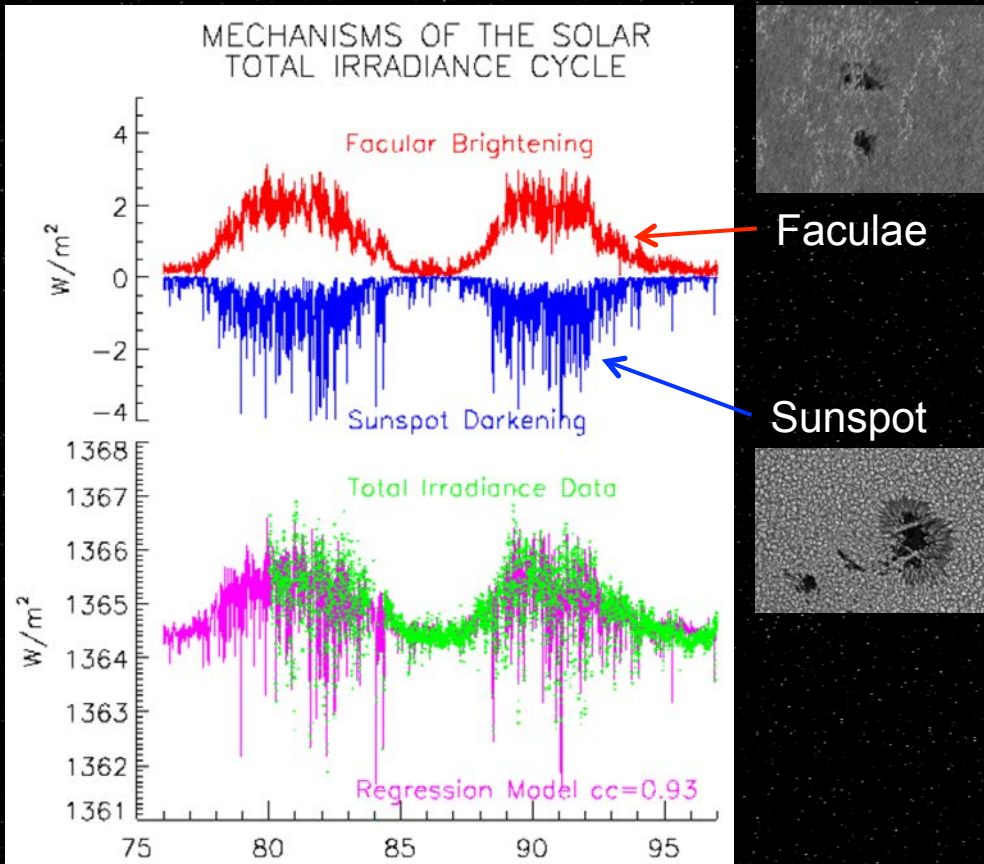 MECHANISMS OF THE SOLAR
TOTAL IRRADIANCE CYCLE
Facular Brightening
4
2
0
−2
−4
W/m²
Sunspot Darkening
Faculae
Sunspot
1368
1367
1366
1365
1364
1363
1362
1361
W/m²
Total Irradiance Data
Regression Model cc=0.93
75 80 85 90 95